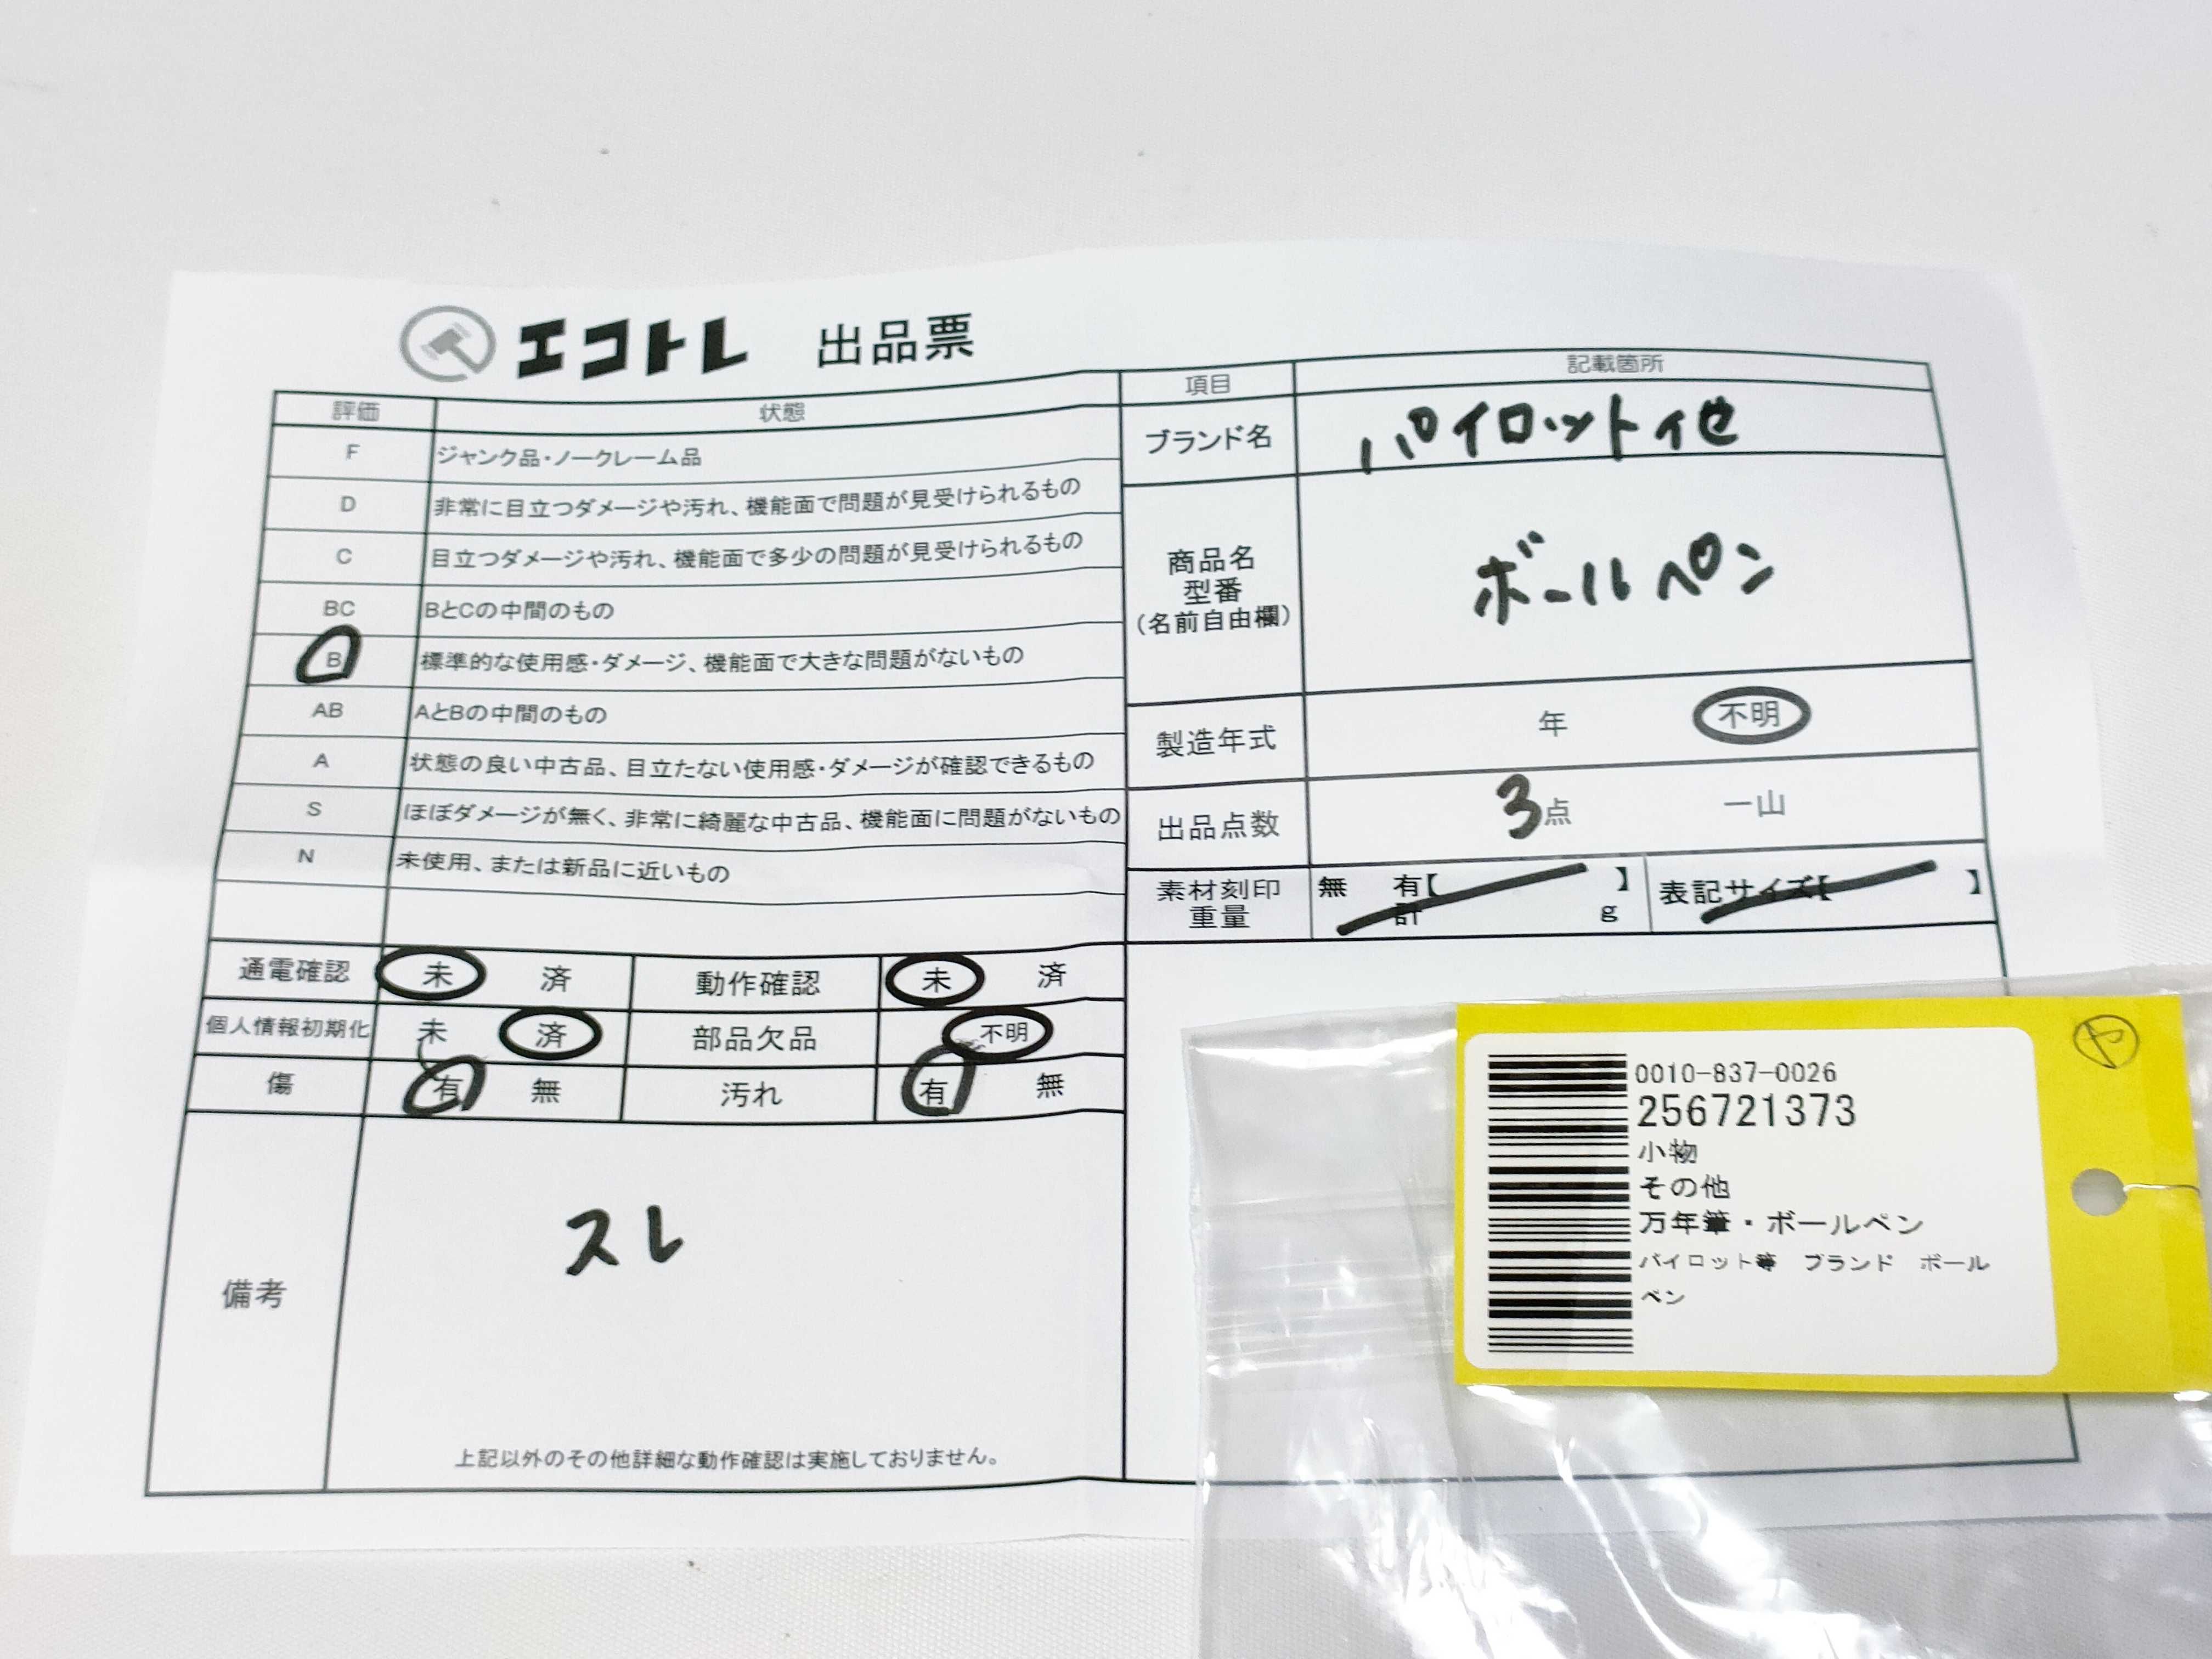 エコトレ 出品票
評価 状態
F ジャンク品・ノークレーム品
D 非常に目立つダメージや汚れ、機能面で問題が見受けられるもの
C 目立つダメージや汚れ、機能面で多少の問題が見受けられるもの
BC BとCの中間のもの
B 標準的な使用感・ダメージ、機能面で大きな問題がないもの
AB AとBの中間のもの
A 状態の良い中古品、目立たない使用感・ダメージが確認できるもの
S ほぼダメージが無く、非常に綺麗な中古品、機能面に問題がないもの
N 未使用、または新品に近いもの
通電確認 未 済 動作確認 未 済
個人情報初期化 未 済 部品欠品 不明
傷 有 無 汚れ 有 無
備考 スレ
上記以外のその他詳細な動作確認は実施しておりません。
項目 記載箇所
ブランド名 パイロット イセ
商品名
型番
(名前自由欄)
ボールペン
製造年式 年 不明
出品点数 3点 一山
素材刻印 無 有【 】 表記サイズ【 】
重量 計 g
ヤ
0010-837-0026
256721373
小物
その他
万年筆・ボールペン
パイロット等 ブランド ボール
ペン